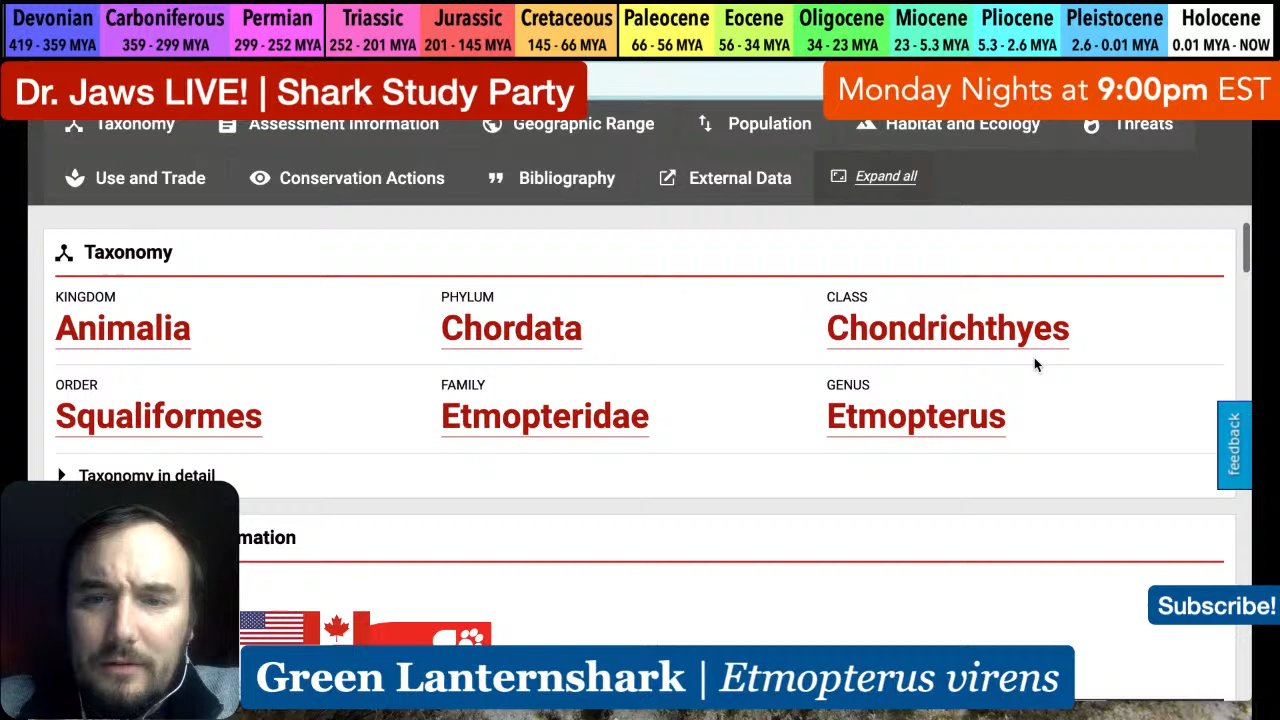 Devonian Carboniferous Permian Triassic Jurassic Cretaceous Paleocene Eocene Oligocene Miocene Pliocene Pleistocene Holocene
419 - 359 MYA 359 - 299 MYA 299 - 252 MYA 252 - 201 MYA 201 - 145 MYA 145 - 66 MYA 66 - 56 MYA 56 - 34 MYA 34 - 23 MYA 23 - 5.3 MYA 5.3 - 2.6 MYA 2.6 - 0.01 MYA 0.01 MYA - NOW
Dr. Jaws LIVE! | Shark Study Party
Monday Nights at 9:00pm EST
Taxonomy Assessment Information Geographic Range Population Habitat and Ecology Threats
Use and Trade Conservation Actions Bibliography External Data Expand all
Taxonomy
KINGDOM PHYLUM CLASS
Animalia Chordata Chondrichthyes
ORDER FAMILY GENUS
Squaliformes Etmopteridae Etmopterus
feedback
Taxonomy in detail
mation
Subscribe!
Green Lanternshark | Etmopterus virens